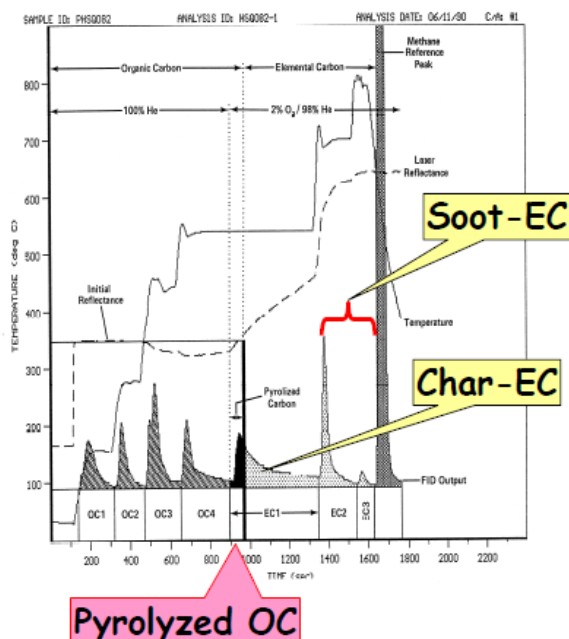 SAMPLE ID: PHSQ082 ANALYSIS ID: HSQ082-1 ANALYSIS DATE: 06/11/90 C/A: #1
Methane
Reference
Peak
Organic Carbon
Elemental Carbon
100% He
2% O2/98% He
Laser
Reflectance
Soot-EC
Initial
Reflectance
Temperature
Char-EC
Pyrolized
Carbon
FID Output
OC1 OC2 OC3 OC4 EC1 EC2 EC3
TEMPERATURE (deg C)
800
700
600
500
400
300
200
100
200 400 600 800 1000 1200 1400 1600 1800 2000 2200
TIME (sec)
Pyrolyzed OC